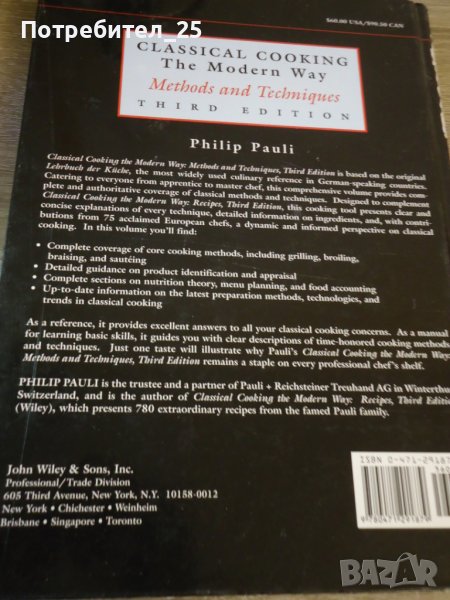 Потребител_25
$60.00 USA/$90.50 CAN
CLASSICAL COOKING
The Modern Way
Methods and Techniques
THIRD EDITION
Philip Pauli
Classical Cooking the Modern Way: Methods and Techniques, Third Edition is based on the original
Lehrbuch der Küche, the most widely used culinary reference in German-speaking countries.
Catering to everyone from apprentice to master chef, this comprehensive volume provides com-
plete and authoritative coverage of classical methods and techniques. Designed to complement
Classical Cooking the Modern Way: Recipes, Third Edition, this cooking tool presents clear and
concise explanations of every technique, detailed information on ingredients, and, with contri-
butions from 75 acclaimed European chefs, a dynamic and informed perspective on classical
cooking. In this volume you'll find:
• Complete coverage of core cooking methods, including grilling, broiling,
braising, and sautéing
• Detailed guidance on product identification and appraisal
• Complete sections on nutrition theory, menu planning, and food accounting
• Up-to-date information on the latest preparation methods, technologies, and
trends in classical cooking
As a reference, it provides excellent answers to all your classical cooking concerns. As a manual
for learning basic skills, it guides you with clear descriptions of time-honored cooking methods
and techniques. Just one taste will illustrate why Pauli's Classical Cooking the Modern Way:
Methods and Techniques, Third Edition remains a staple on every professional chef's shelf.
PHILIP PAULI is the trustee and a partner of Pauli + Reichsteiner Treuhand AG in Winterthur
Switzerland, and is the author of Classical Cooking the Modern Way: Recipes, Third Edition
(Wiley), which presents 780 extraordinary recipes from the famed Pauli family.
John Wiley & Sons, Inc.
Professional/Trade Division
605 Third Avenue, New York, N.Y. 10158-0012
New York • Chichester • Weinheim
Brisbane • Singapore • Toronto
ISBN 0-471-29187
9 780471 291879
BAZAR